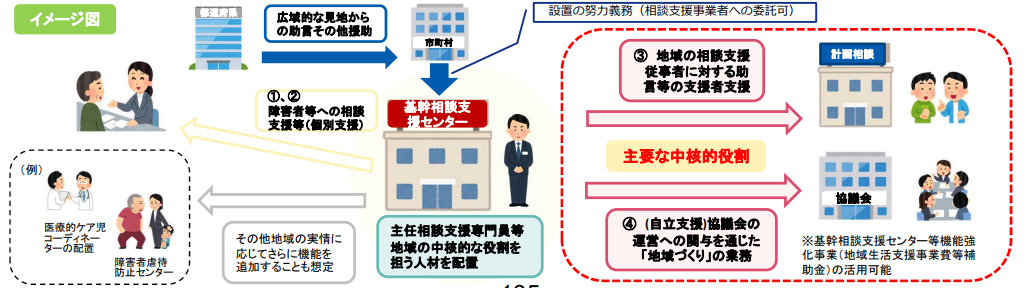 イメージ図
都道府県
広域的な見地から
の助言その他援助
市町村
設置の努力義務（相談支援事業者への委託可）
①、②
障害者等への相談
支援等(個別支援)
基幹相談支
援センター
③ 地域の相談支援
従事者に対する助
言等の支援者支援
計画相談
主要な中核的役割
（例）
医療的ケア児
コーディネー
ターの配置
障害者虐待
防止センター
その他地域の実情に
応じてさらに機能を
追加することも想定
主任相談支援専門員等
地域の中核的な役割を
担う人材を配置
④ (自立支援)協議会の
運営への関与を通じた
「地域づくり」の業務
協議会
※基幹相談支援センター等機能強
化事業(地域生活支援事業費等補
助金)の活用可能